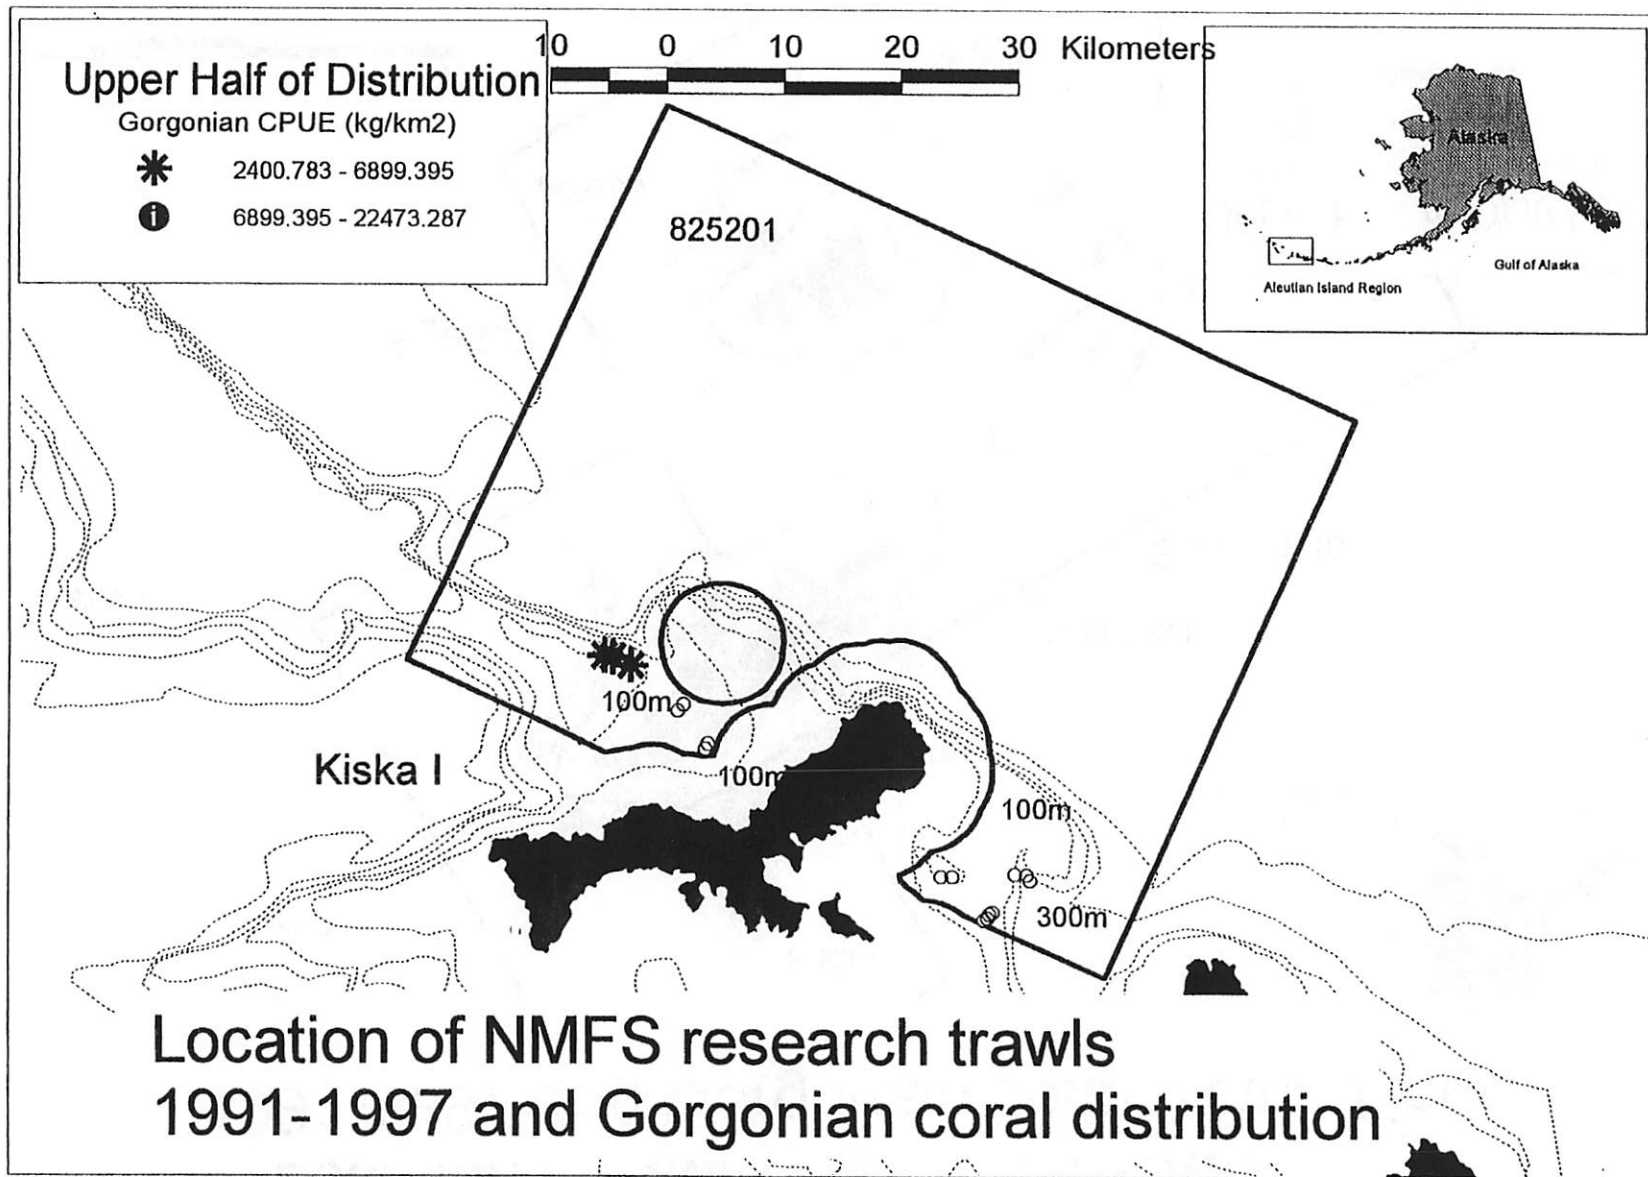 Upper Half of Distribution
Gorgonian CPUE (kg/km2)
2400.783 - 6899.395
i 6899.395 - 22473.287
10 0 10 20 30 Kilometers
Alaska
Gulf of Alaska
Aleutian Island Region
825201
100m
Kiska I
100m
100m
300m
Location of NMFS research trawls
1991-1997 and Gorgonian coral distribution